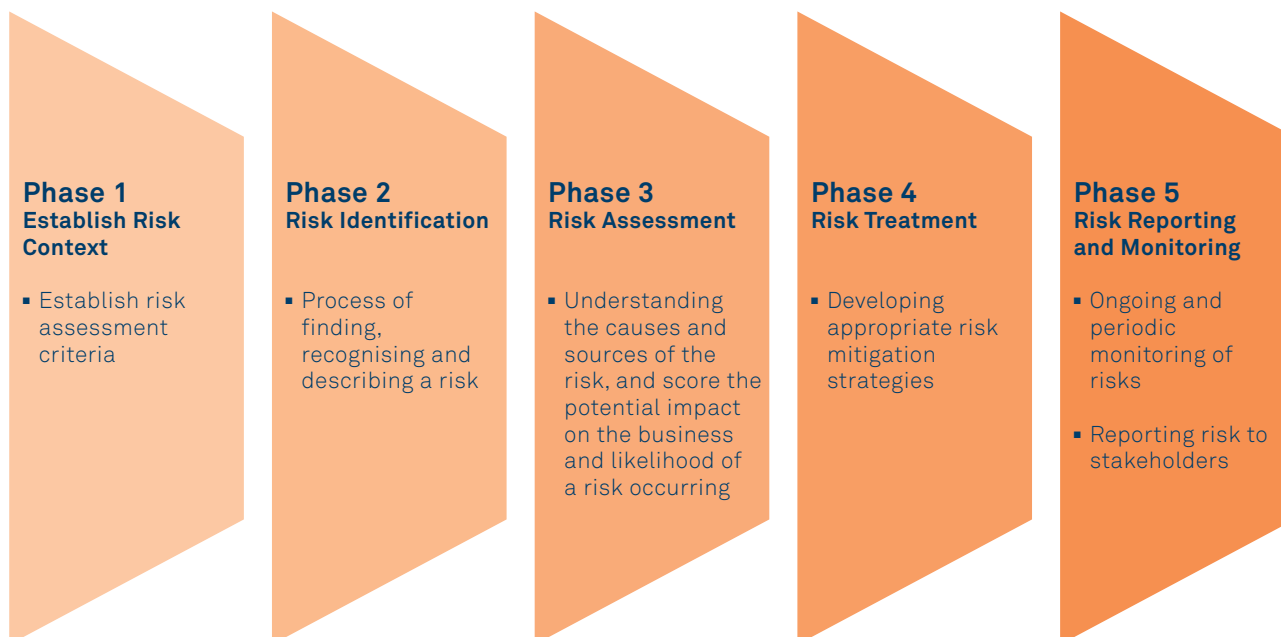 Phase 1
Establish Risk
Context
▪ Establish risk
assessment
criteria
Phase 2
Risk Identification
▪ Process of
finding,
recognising and
describing a risk
Phase 3
Risk Assessment
▪ Understanding
the causes and
sources of the
risk, and score the
potential impact
on the business
and likelihood of
a risk occurring
Phase 4
Risk Treatment
▪ Developing
appropriate risk
mitigation
strategies
Phase 5
Risk Reporting
and Monitoring
▪ Ongoing and
periodic
monitoring of
risks
▪ Reporting risk to
stakeholders